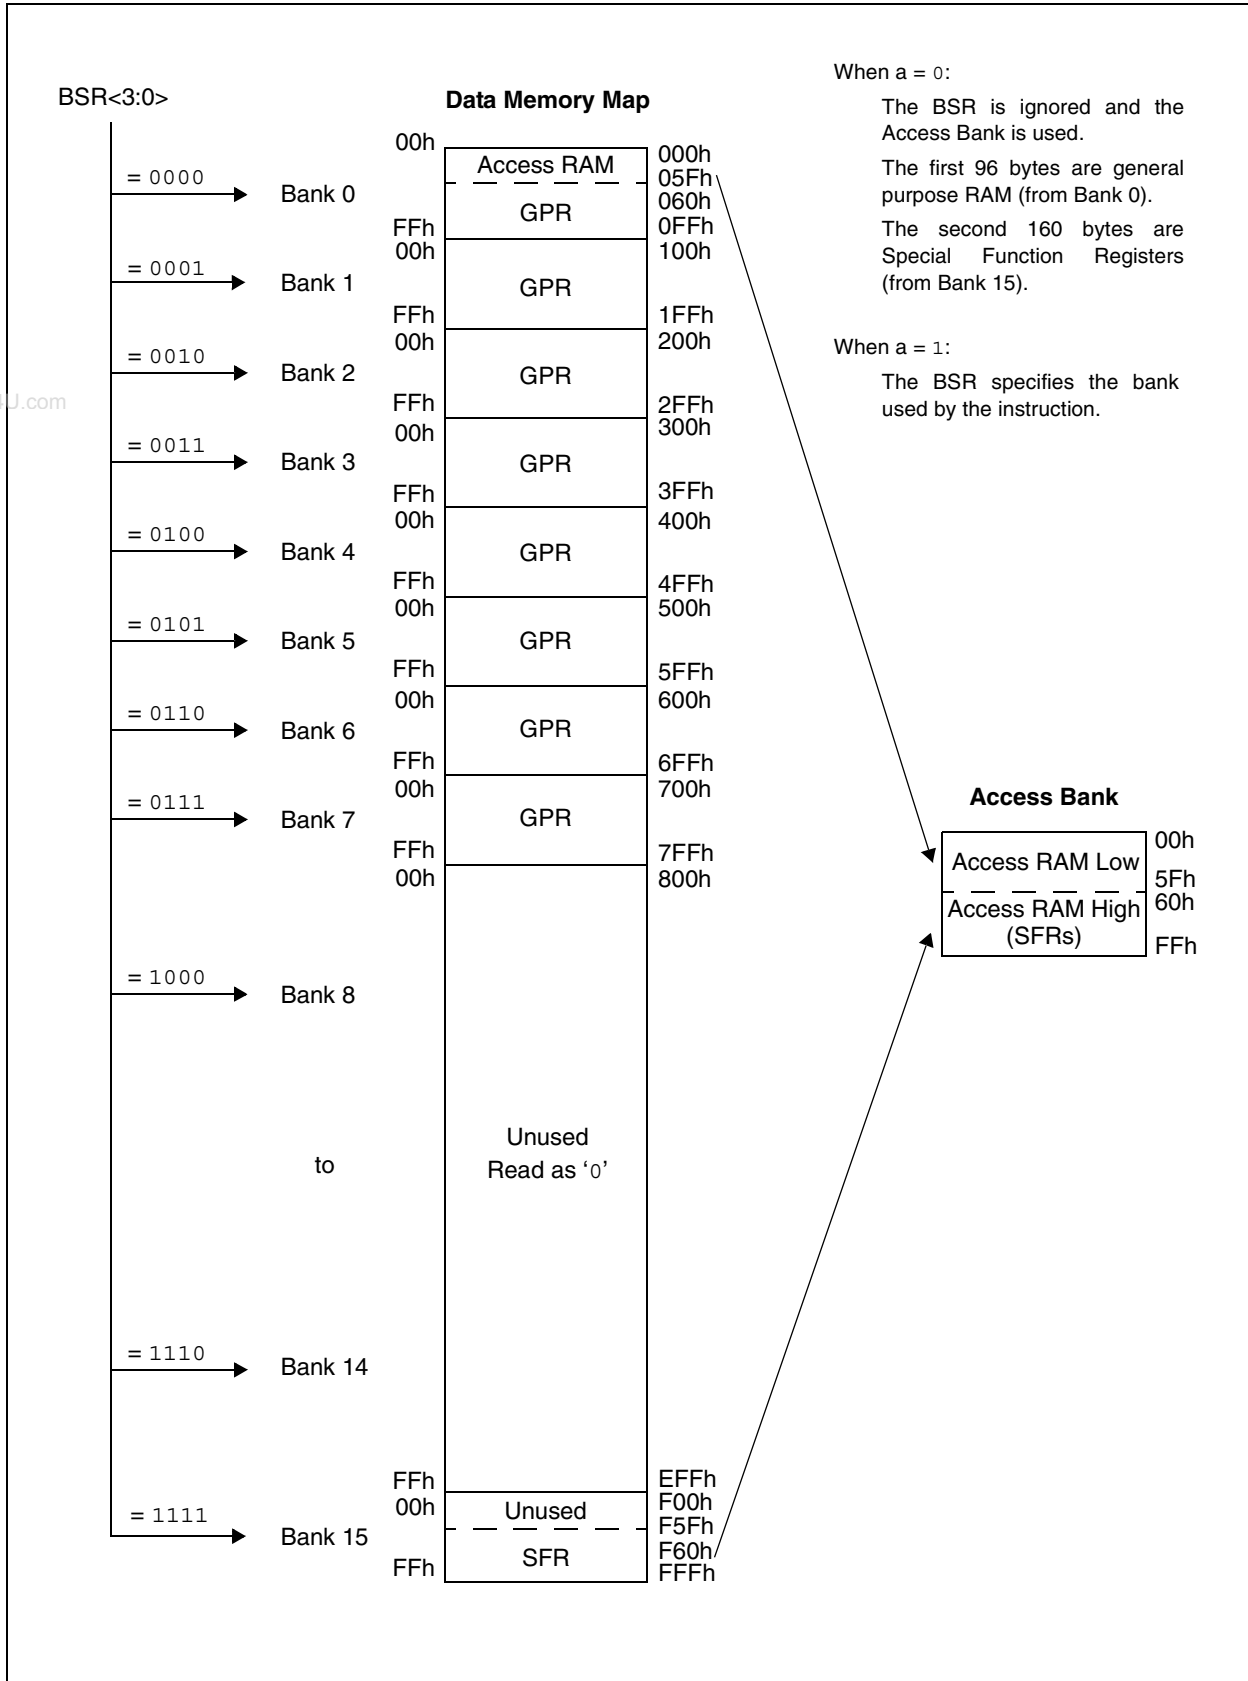 BSR<3:0>
Data Memory Map
When a = 0:
The BSR is ignored and the
Access Bank is used.
The first 96 bytes are general
purpose RAM (from Bank 0).
The second 160 bytes are
Special Function Registers
(from Bank 15).
When a = 1:
The BSR specifies the bank
used by the instruction.
= 0000
Bank 0
00h
FFh
Access RAM
GPR
000h
05Fh
060h
0FFh
= 0001
Bank 1
00h
FFh
GPR
100h
1FFh
= 0010
Bank 2
00h
FFh
GPR
200h
2FFh
4U.com
= 0011
Bank 3
00h
FFh
GPR
300h
3FFh
= 0100
Bank 4
00h
FFh
GPR
400h
4FFh
= 0101
Bank 5
00h
FFh
GPR
500h
5FFh
= 0110
Bank 6
00h
FFh
GPR
600h
6FFh
= 0111
Bank 7
00h
FFh
GPR
700h
7FFh
00h
800h
= 1000
Bank 8
to
Unused
Read as ‘0’
= 1110
Bank 14
FFh
EFFh
= 1111
Bank 15
00h
FFh
Unused
SFR
F00h
F5Fh
F60h
FFFh
Access Bank
Access RAM Low
Access RAM High
(SFRs)
00h
5Fh
60h
FFh